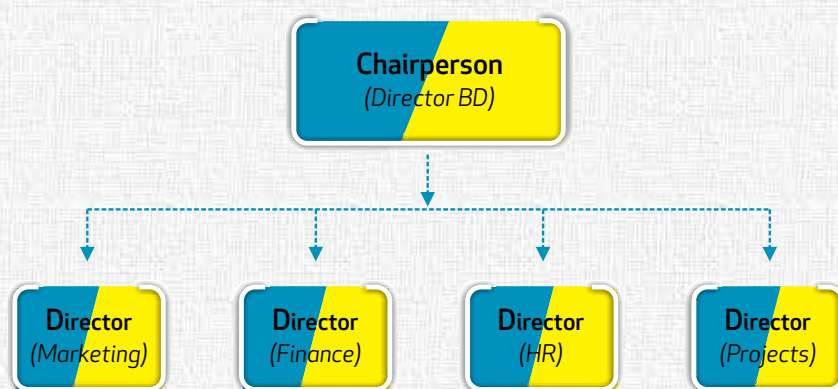 Chairperson
(Director BD)
Director
(Marketing)
Director
(Finance)
Director
(HR)
Director
(Projects)